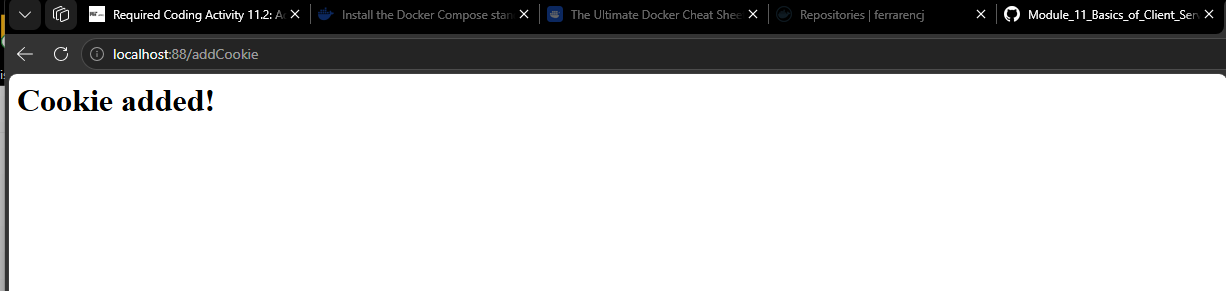 Required Coding Activity 11.2: A
Install the Docker Compose stan
The Ultimate Docker Cheat Shee
Repositories | ferrarencj
Module_11_Basics_of_Client_Ser
localhost:88/addCookie
Cookie added!